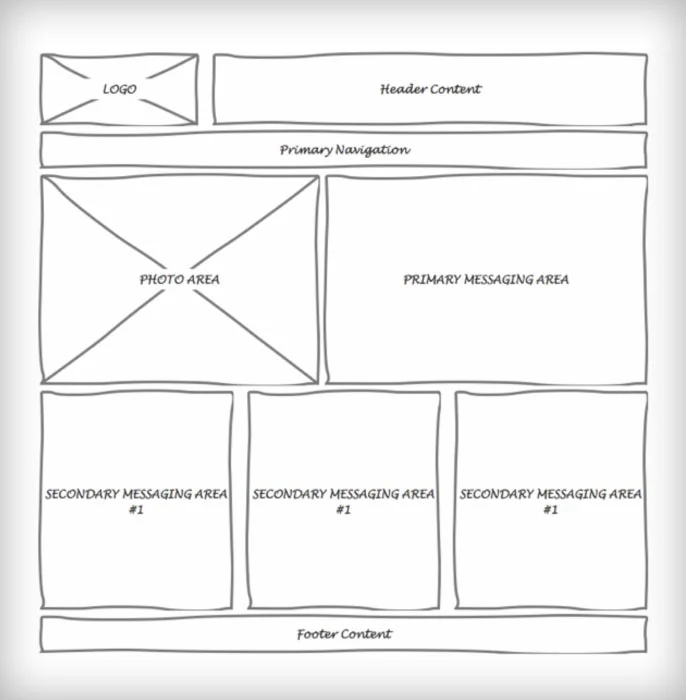 LOGO
Header Content
Primary Navigation
PHOTO AREA
PRIMARY MESSAGING AREA
SECONDARY MESSAGING AREA
#1
SECONDARY MESSAGING AREA
#1
SECONDARY MESSAGING AREA
#1
Footer Content